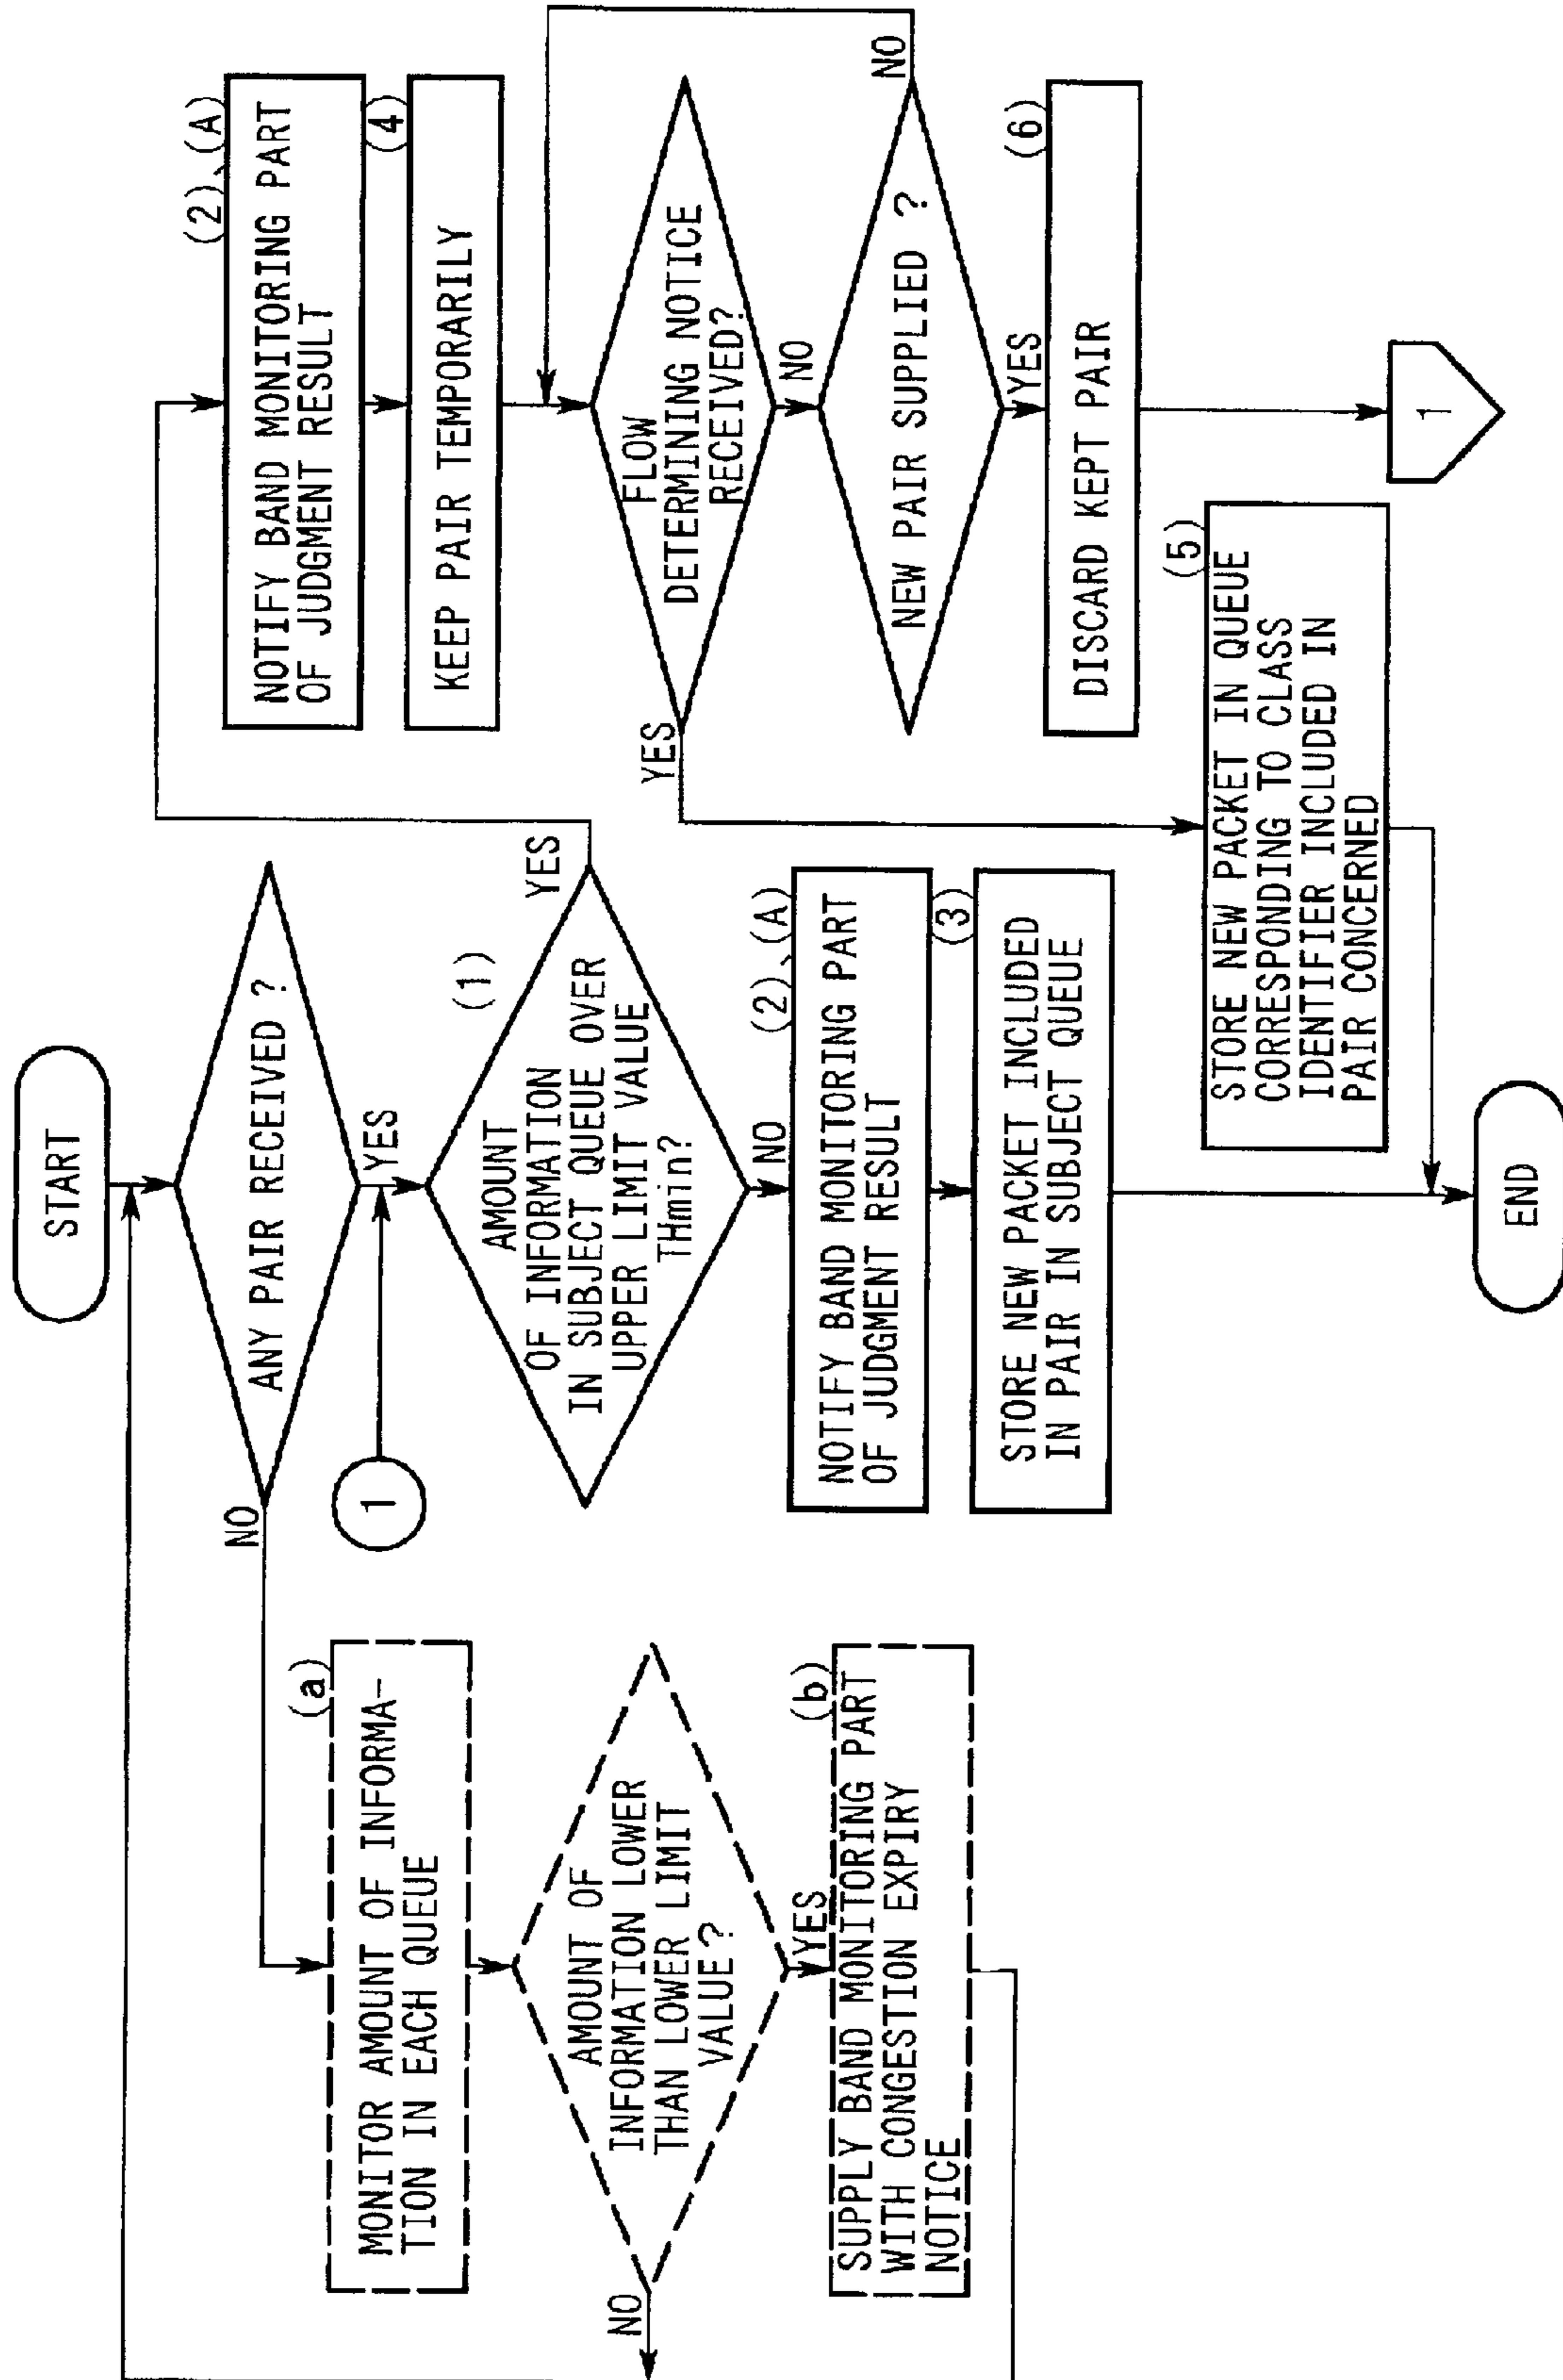 START
ANY PAIR RECEIVED ?
NO
YES
1
(1)
AMOUNT
OF INFORMATION
IN SUBJECT QUEUE OVER
UPPER LIMIT VALUE
THmin?
YES
NO
(2)、(A)
NOTIFY BAND MONITORING PART
OF JUDGMENT RESULT
(3)
STORE NEW PACKET INCLUDED
IN PAIR IN SUBJECT QUEUE
END
(a)
MONITOR AMOUNT OF INFORMA-
TION IN EACH QUEUE
AMOUNT OF
INFORMATION LOWER
THAN LOWER LIMIT
VALUE?
NO
YES
(b)
SUPPLY BAND MONITORING PART
WITH CONGESTION EXPIRY
NOTICE
(2)、(A)
NOTIFY BAND MONITORING PART
OF JUDGMENT RESULT
(4)
KEEP PAIR TEMPORARILY
FLOW
DETERMINING NOTICE
RECEIVED?
YES
NO
NEW PAIR SUPPLIED ?
NO
YES
(6)
DISCARD KEPT PAIR
1
(5)
STORE NEW PACKET IN QUEUE
CORRESPONDING TO CLASS
IDENTIFIER INCLUDED IN
PAIR CONCERNED